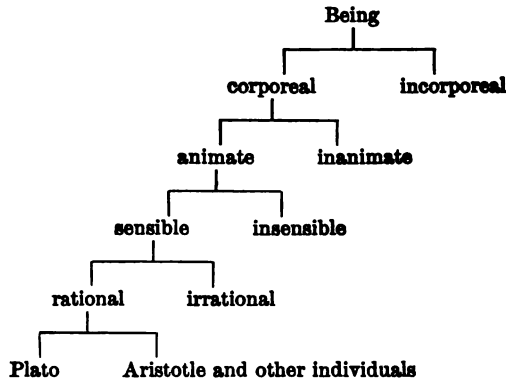 Being
corporeal incorporeal
animate inanimate
sensible insensible
rational irrational
Plato Aristotle and other individuals